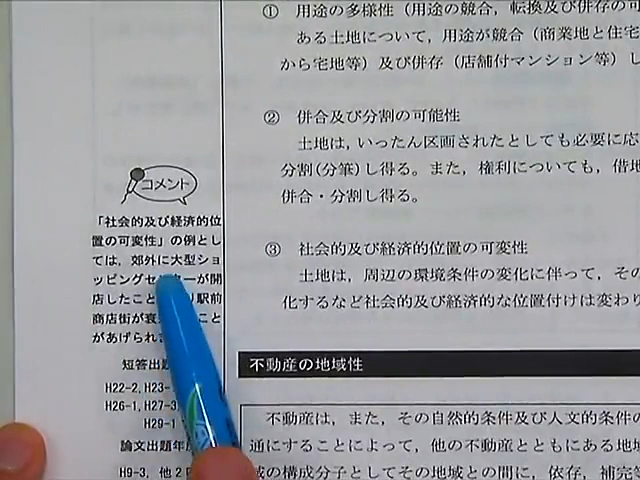 ① 用途の多様性（用途の競合，転換及び併存の可
ある土地について，用途が競合（商業地と住宅
から宅地等）及び併存（店舗付マンション等）し
② 併合及び分割の可能性
土地は，いったん区画されたとしても必要に応
分割(分筆)し得る。また，権利についても，借地
併合・分割し得る。
③ 社会的及び経済的位置の可変性
土地は，周辺の環境条件の変化に伴って，その
化するなど社会的及び経済的な位置付けは変わり
コメント
「社会的及び経済的位
置の可変性」の例とし
ては，郊外に大型ショ
ッピングセンターが開
店したこと り駅前
商店街が衰 こと
があげられ
短答出題
H22-2, H23-
H26-1, H27-3,
H29-1
論文出題年
H9-3, 他2
不動産の地域性
不動産は，また，その自然的条件及び人文的条件の
通にすることによって，他の不動産とともにある地域
域の構成分子としてその地域との間に，依存，補完等